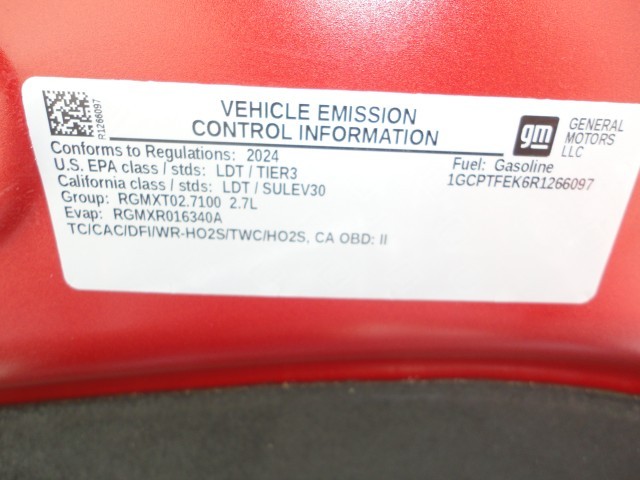 R1266097
VEHICLE EMISSION
CONTROL INFORMATION
gm
GENERAL
MOTORS
LLC
Conforms to Regulations: 2024
U.S. EPA class / stds: LDT / TIER3
California class / stds: LDT / SULEV30
Group: RGMXT02.7100 2.7L
Evap: RGMXR016340A
TC/CAC/DFI/WR-HO2S/TWC/HO2S, CA OBD: II
Fuel: Gasoline
1GCPTFEK6R1266097